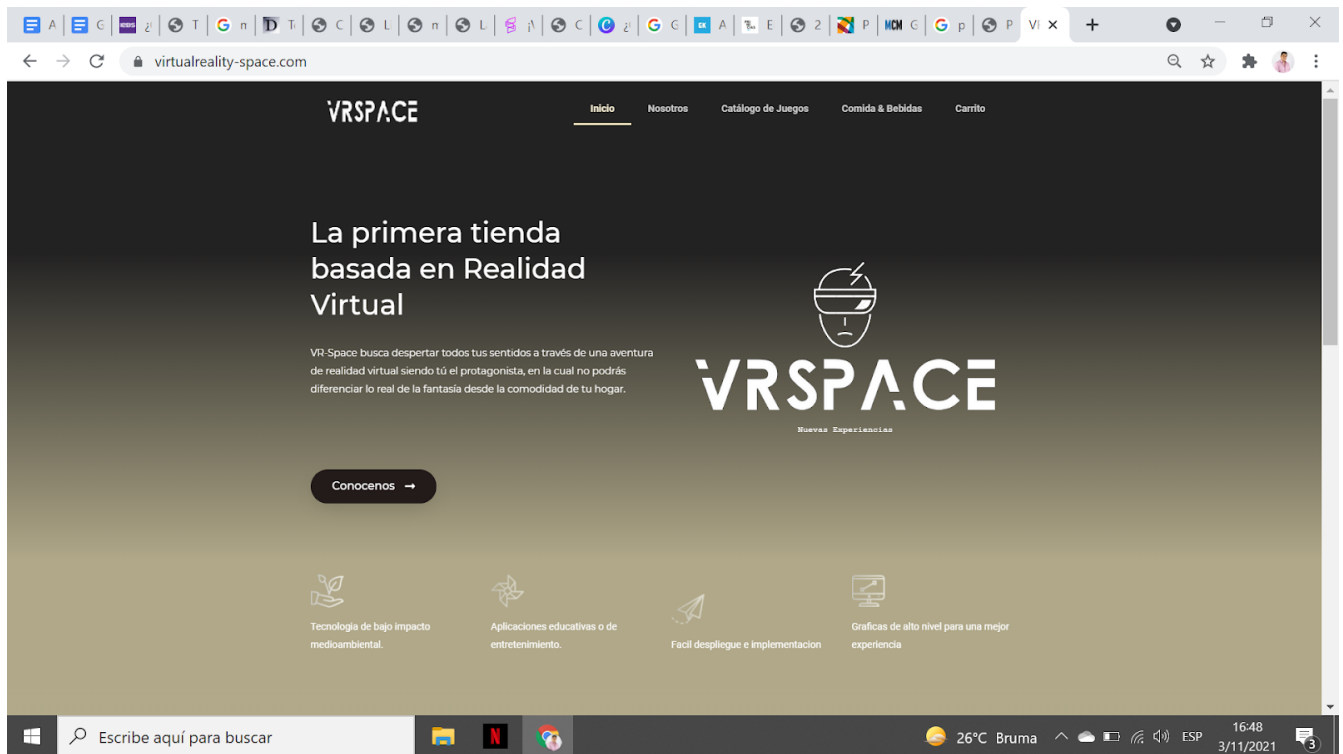 virtualreality-space.com
VRSPACE
Inicio
Nosotros
Catálogo de Juegos
Comida & Bebidas
Carrito
La primera tienda
basada en Realidad
Virtual
VR-Space busca despertar todos tus sentidos a través de una aventura
de realidad virtual siendo tú el protagonista, en la cual no podrás
diferenciar lo real de la fantasía desde la comodidad de tu hogar.
Conocenos →
VRSPACE
Nuevas Experiencias
Tecnologia de bajo impacto
medioambiental.
Aplicaciones educativas o de
entretenimiento.
Facil despliegue e implementacion
Graficas de alto nivel para una mejor
experiencia
Escribe aquí para buscar
26°C Bruma
ESP
16:48
3/11/2021
3